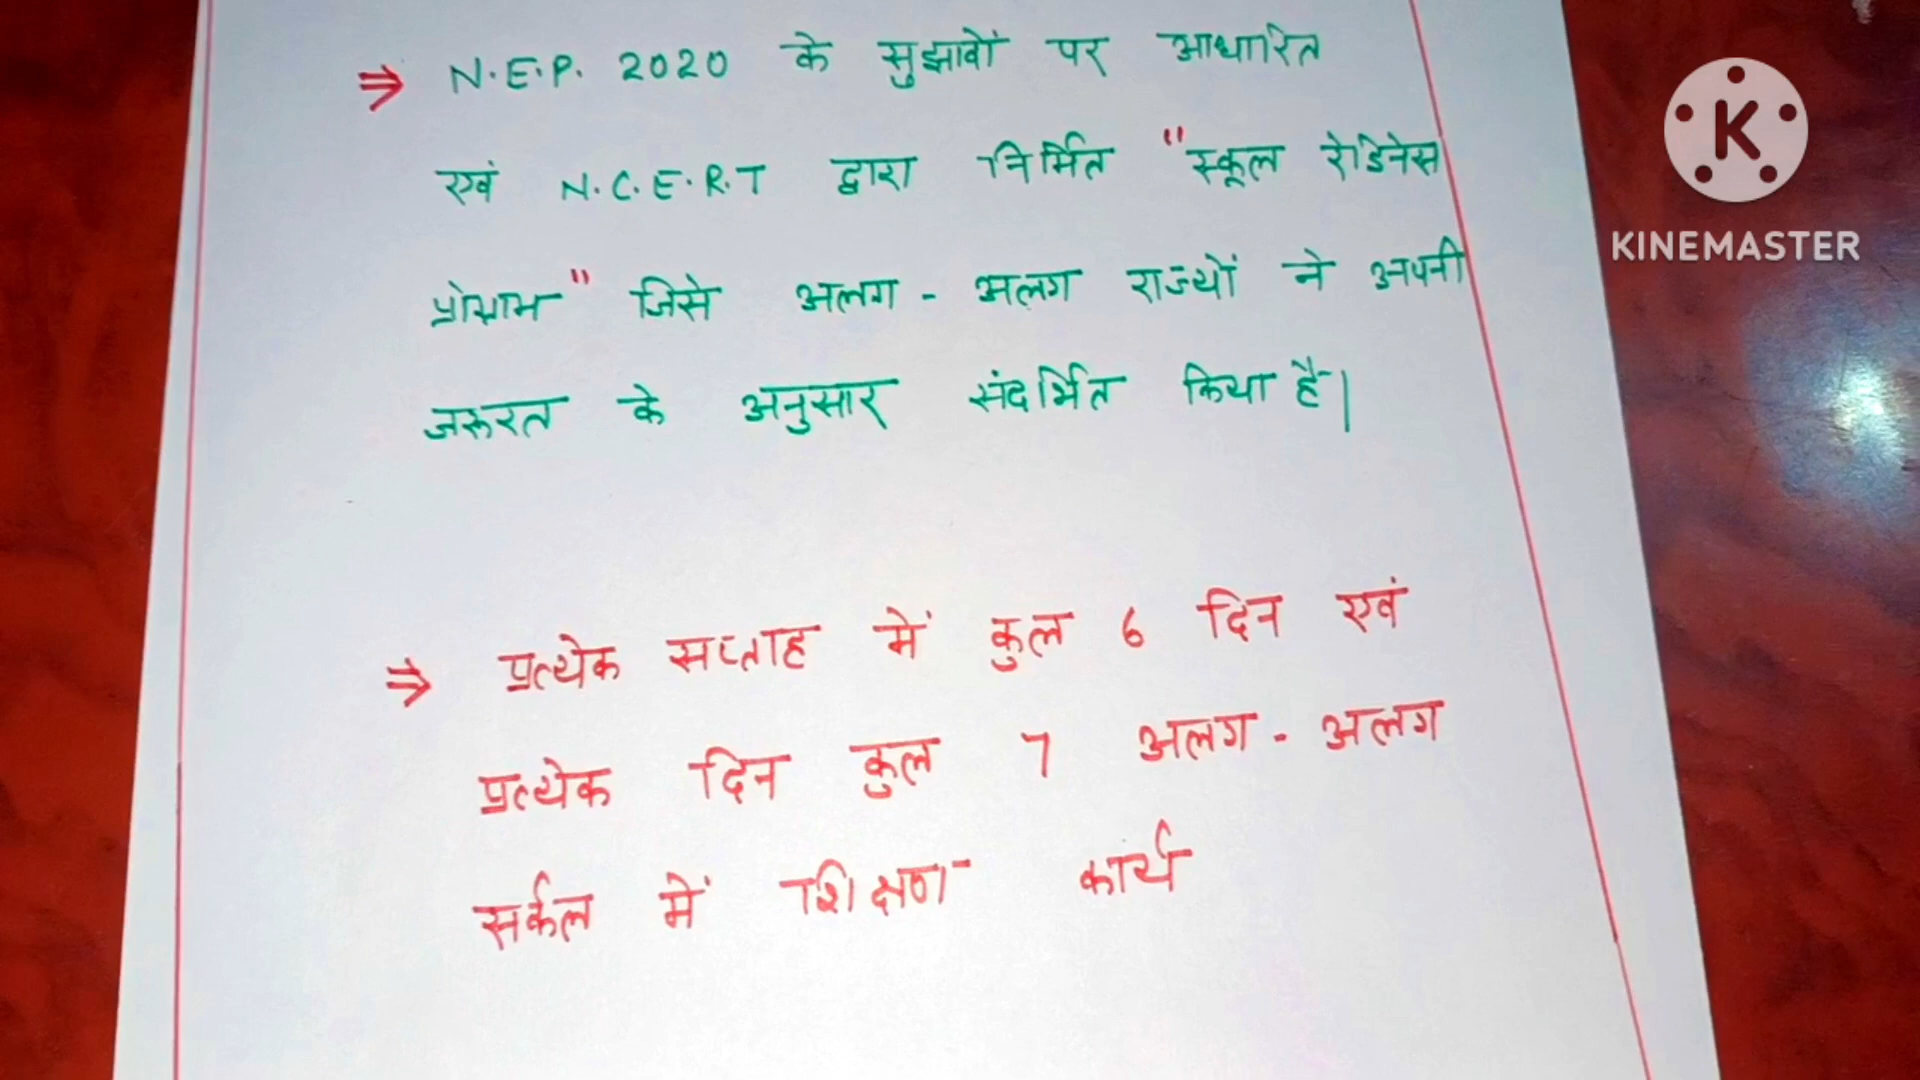 ⇒ N.E.P. 2020 के सुझावों पर आधारित
एवं N.C.E.R.T द्वारा निर्मित "स्कूल रेडिनेस
प्रोग्राम" जिसे अलग - अलग राज्यों ने अपनी
जरूरत के अनुसार संदर्भित किया है।
⇒ प्रत्येक सप्ताह में कुल 6 दिन एवं
प्रत्येक दिन कुल 7 अलग - अलग
सर्कल में शिक्षण कार्य
K
KINEMASTER